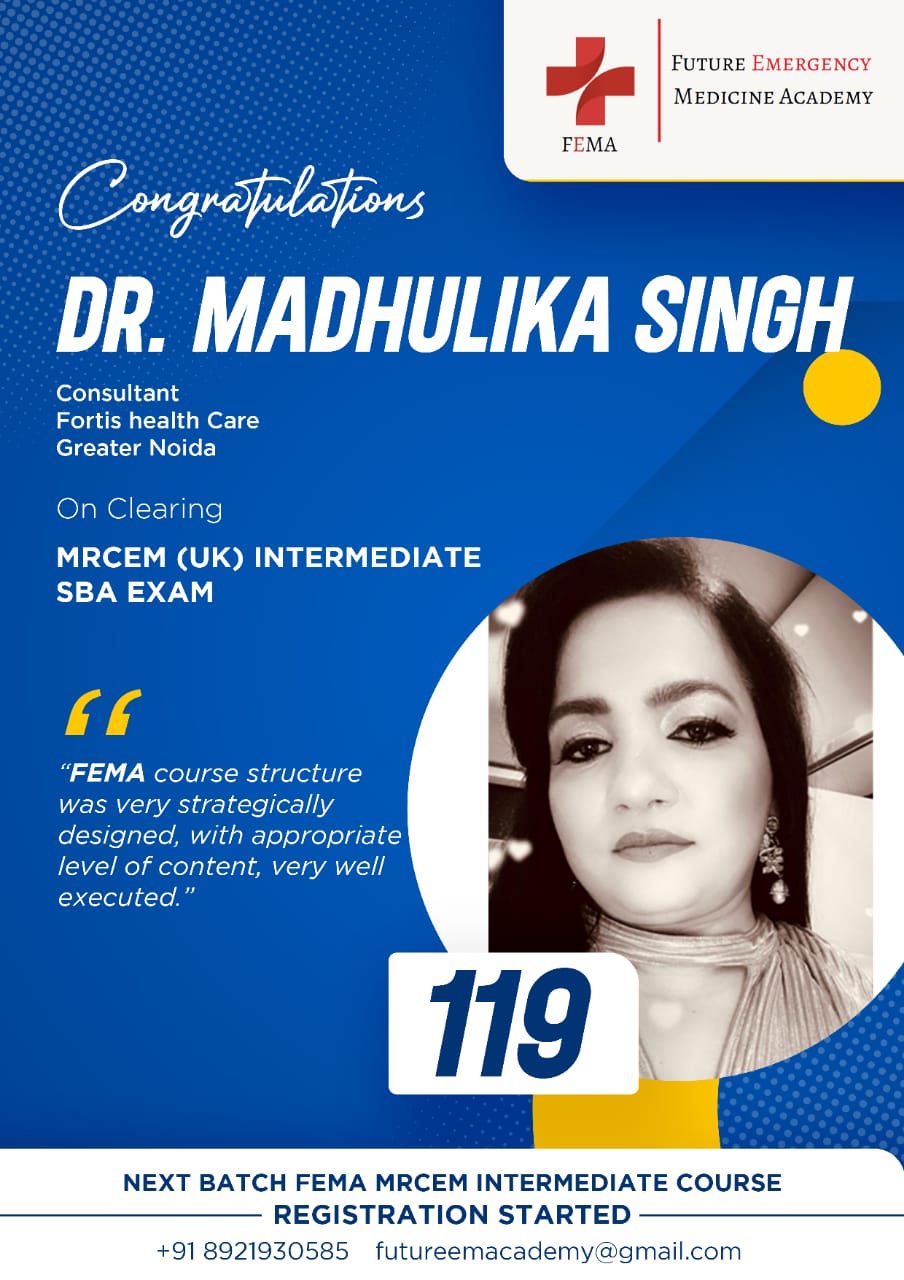 FUTURE EMERGENCY
MEDICINE ACADEMY
FEMA
Congratulations
DR. MADHULIKA SINGH
Consultant
Fortis health Care
Greater Noida
On Clearing
MRCEM (UK) INTERMEDIATE
SBA EXAM
“
“FEMA course structure
was very strategically
designed, with appropriate
level of content, very well
executed.”
119
NEXT BATCH FEMA MRCEM INTERMEDIATE COURSE
REGISTRATION STARTED
+91 8921930585 futureemacademy@gmail.com